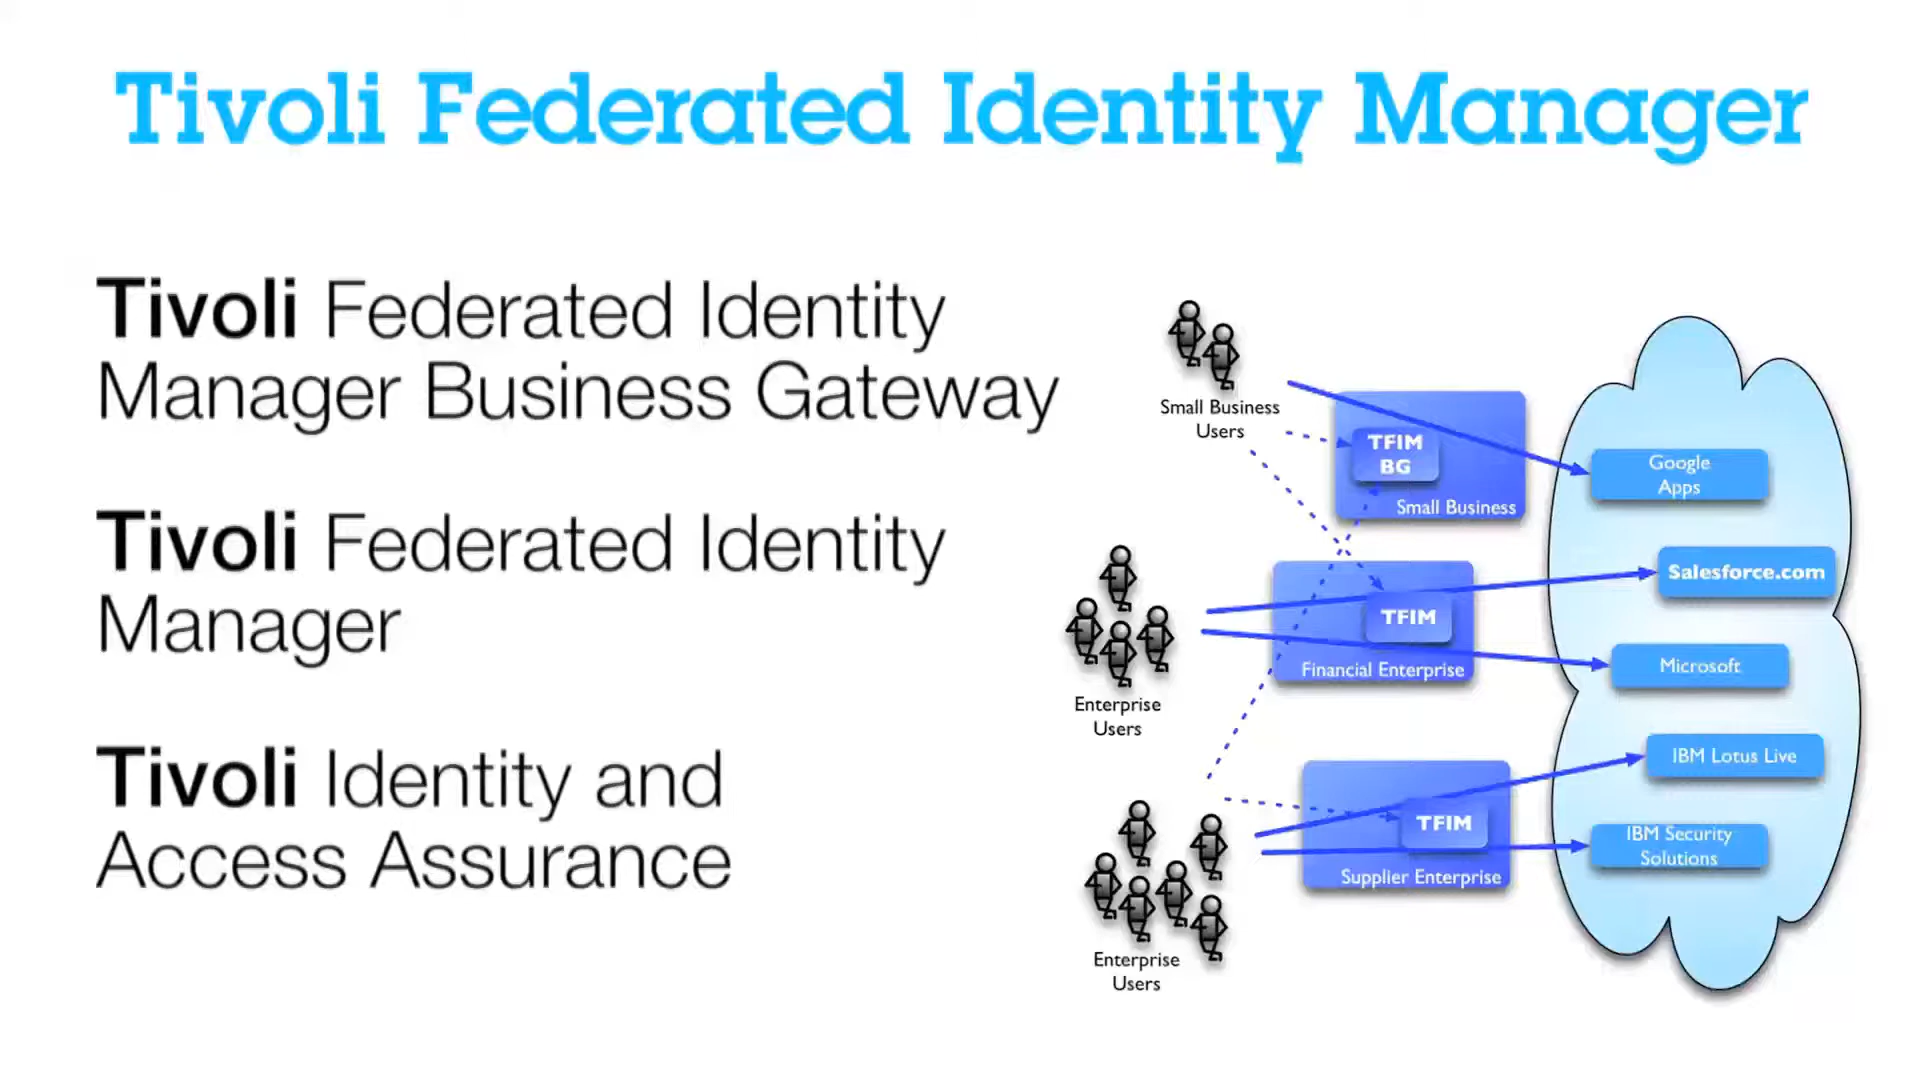 Tivoli Federated Identity Manager
Tivoli Federated Identity
Manager Business Gateway
Tivoli Federated Identity
Manager
Tivoli Identity and
Access Assurance
Small Business
Users
TFIM
BG
Small Business
Google
Apps
Salesforce.com
Enterprise
Users
TFIM
Financial Enterprise
Microsoft
IBM Lotus Live
Enterprise
Users
TFIM
Supplier Enterprise
IBM Security
Solutions